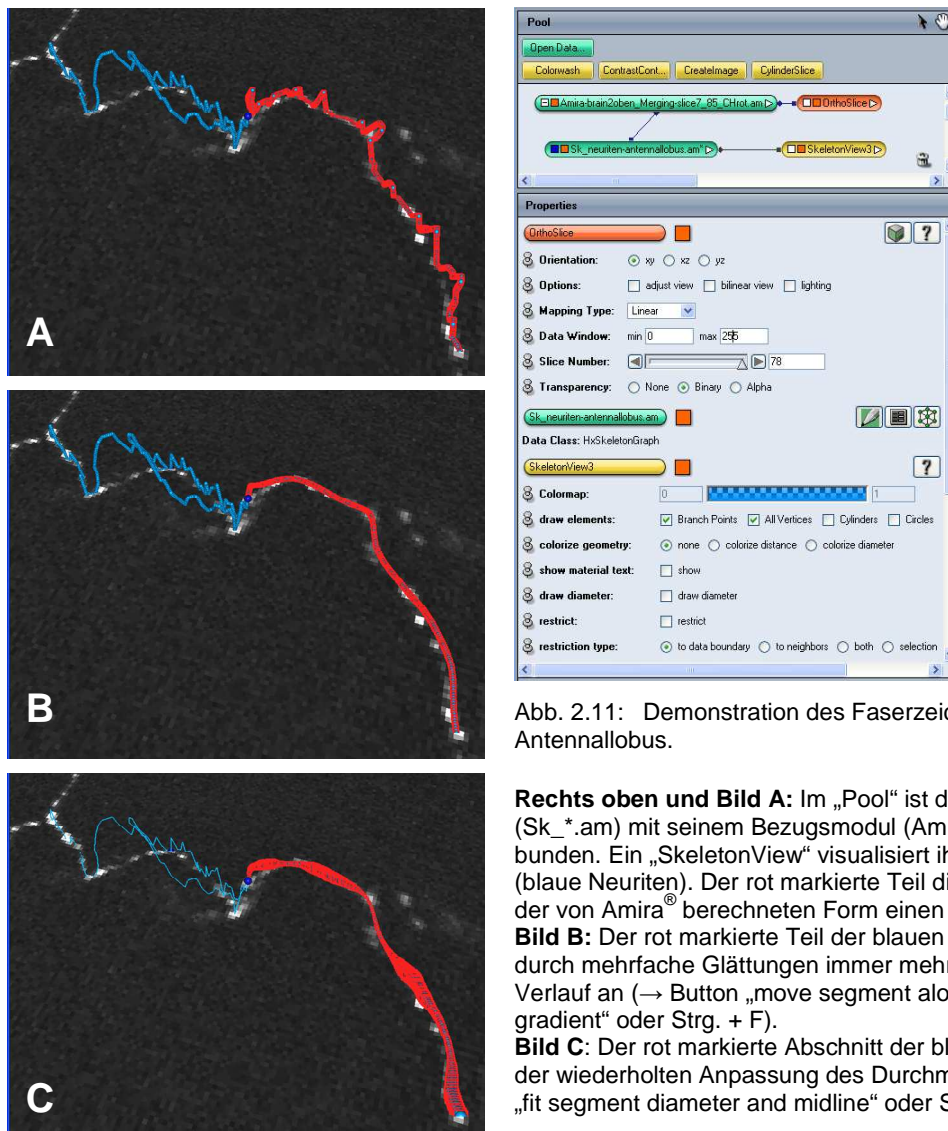 A
B
C
Pool
Open Data...
Colorwash ContrastCont... CreateImage CylinderSlice
Amira-brain2oben_Merging-slice7_85_CHrot.am OrthoSlice
Sk_neuriten-antennallobus.am* SkeletonView3
Properties
OrthoSlice ?
Orientation: xy xz yz
Options: adjust view bilinear view lighting
Mapping Type: Linear
Data Window: min 0 max 255
Slice Number: 78
Transparency: None Binary Alpha
Sk_neuriten-antennallobus.am
Data Class: HxSkeletonGraph
SkeletonView3 ?
Colormap: 0 1
draw elements: Branch Points All Vertices Cylinders Circles
colorize geometry: none colorize distance colorize diameter
show material text: show
draw diameter: draw diameter
restrict: restrict
restriction type: to data boundary to neighbors both selection
Abb. 2.11: Demonstration des Faserzeic
Antennallobus.
Rechts oben und Bild A: Im „Pool“ ist d
(Sk_*.am) mit seinem Bezugsmodul (Am
bunden. Ein „SkeletonView“ visualisiert ih
(blaue Neuriten). Der rot markierte Teil di
der von Amira® berechneten Form einen
Bild B: Der rot markierte Teil der blauen
durch mehrfache Glättungen immer mehr
Verlauf an (→ Button „move segment alo
gradient“ oder Strg. + F).
Bild C: Der rot markierte Abschnitt der bl
der wiederholten Anpassung des Durchm
„fit segment diameter and midline“ oder S